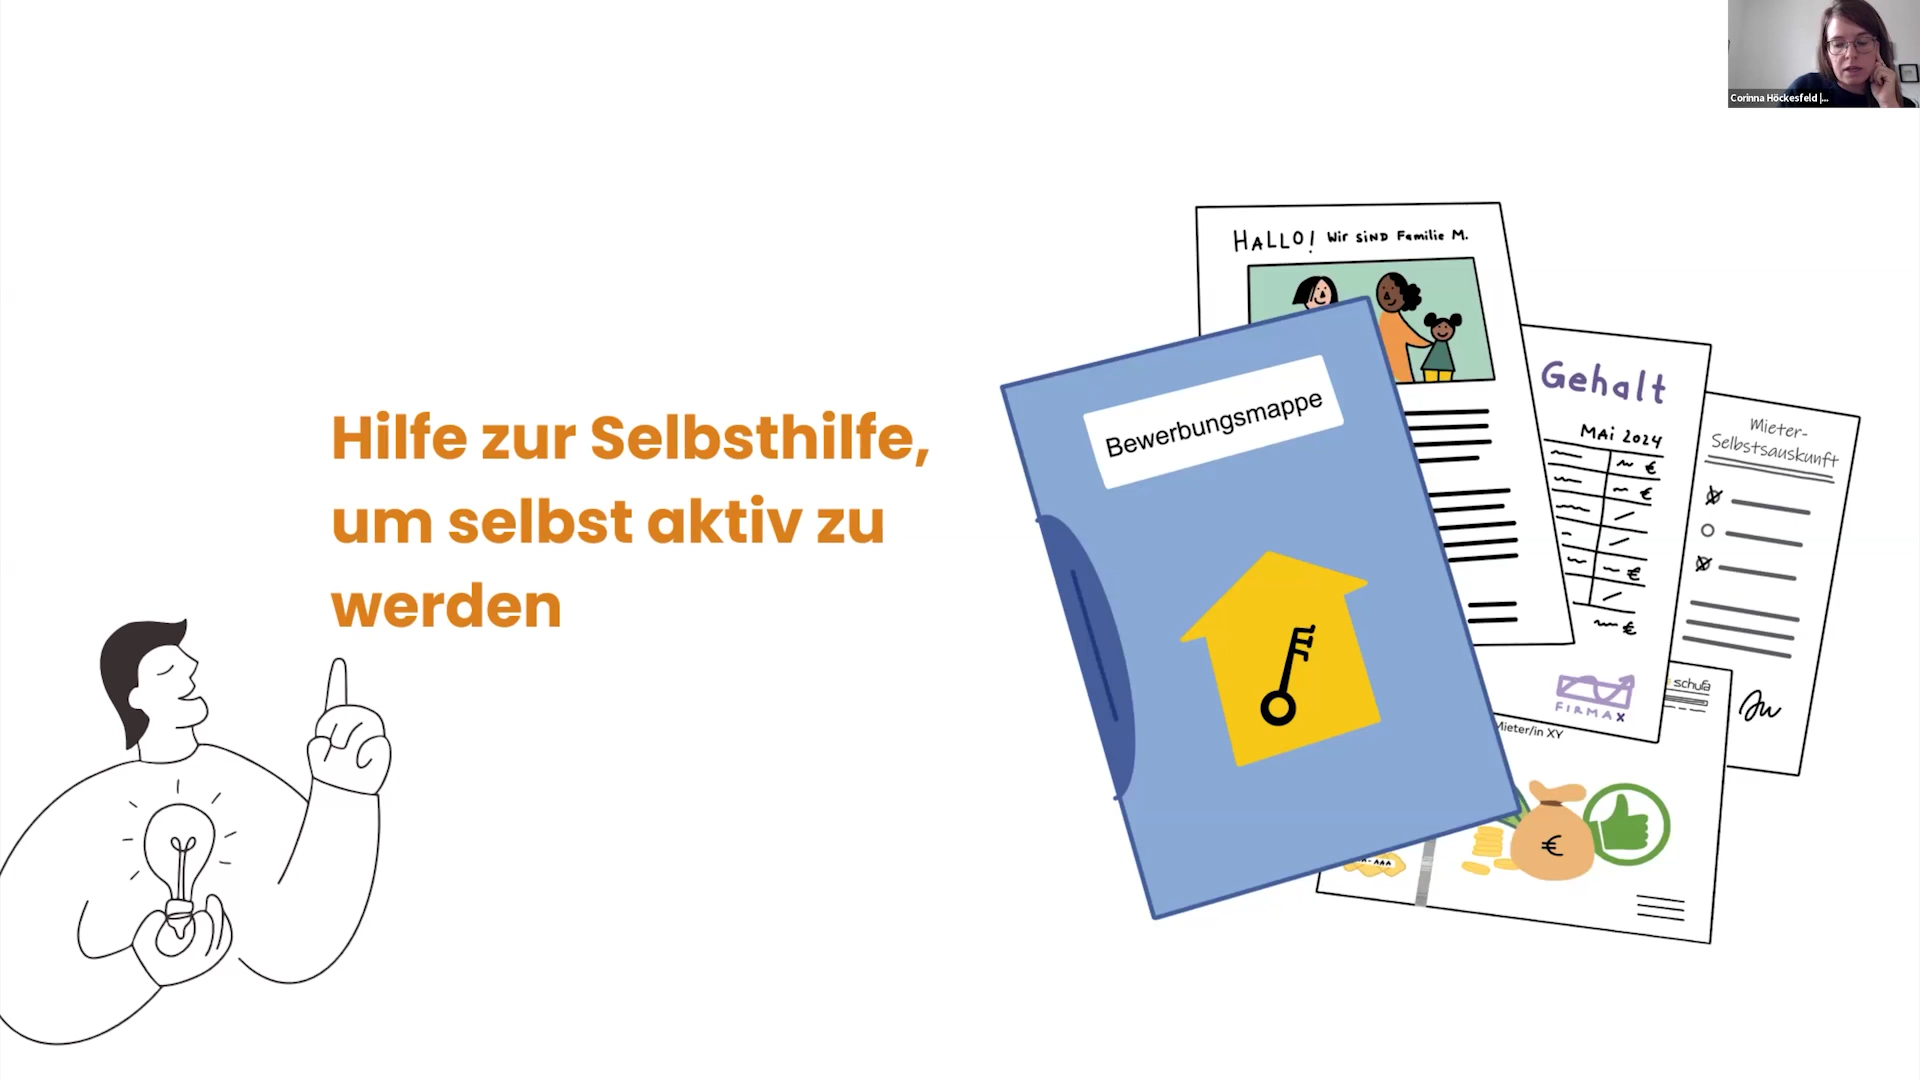 Corinna Höckesfeld |...
Hilfe zur Selbsthilfe,
um selbst aktiv zu
werden
HALLO! Wir SiND Familie M.
Bewerbungsmappe
Gehalt
MAi 2024
€
€
€
€
FiRMAX
Mieter-
Selbstsauskunft
schufa
Mieter/in XY
€